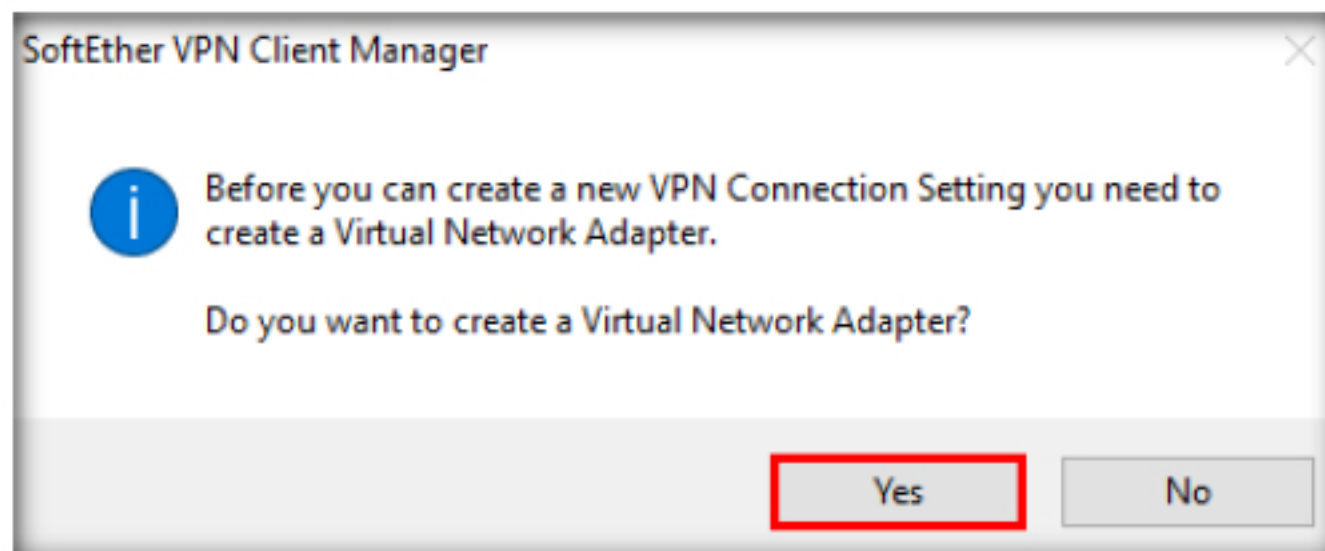 SoftEther VPN Client Manager
Before you can create a new VPN Connection Setting you need to
create a Virtual Network Adapter.
Do you want to create a Virtual Network Adapter?
Yes
No